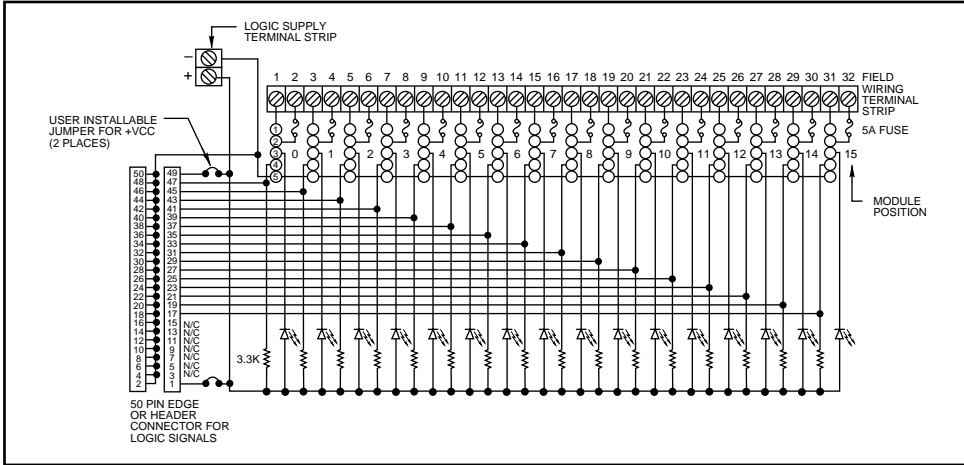 LOGIC SUPPLY
TERMINAL STRIP
−
+
1 2 3 4 5 6 7 8 9 10 11 12 13 14 15 16 17 18 19 20 21 22 23 24 25 26 27 28 29 30 31 32
FIELD
WIRING
TERMINAL
STRIP
USER INSTALLABLE
JUMPER FOR +VCC
(2 PLACES)
5A FUSE
1
2
3
4
5
0 1 2 3 4 5 6 7 8 9 10 11 12 13 14 15
MODULE
POSITION
50 49
48 47
46 45
44 43
42 41
40 39
38 37
36 35
34 33
32 31
30 29
28 27
26 25
24 23
22 21
20 19
18 17
16 15 N/C
14 13 N/C
12 11 N/C
10 9 N/C
8 7 N/C
6 5 N/C
4 3 N/C
2 1
3.3K
50 PIN EDGE
OR HEADER
CONNECTOR FOR
LOGIC SIGNALS